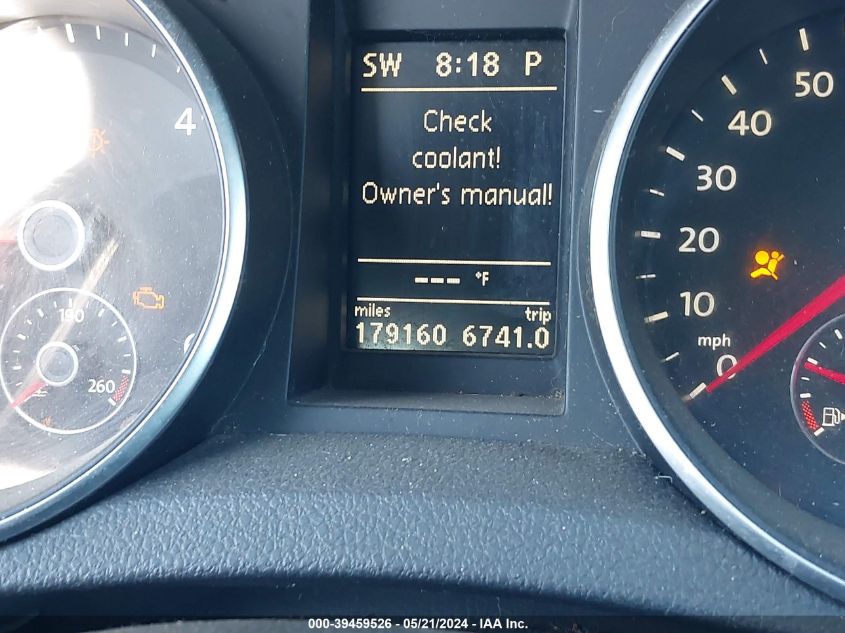 SW 8:18 P
Check
coolant!
Owner's manual!
--- °F
miles trip
179160 6741.0
4
190
260
50
40
30
20
10
mph
0
000-39459526 - 05/21/2024 - IAA Inc.